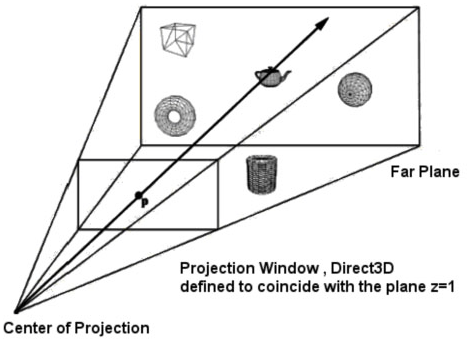 p
Far Plane
Projection Window , Direct3D
defined to coincide with the plane z=1
Center of Projection